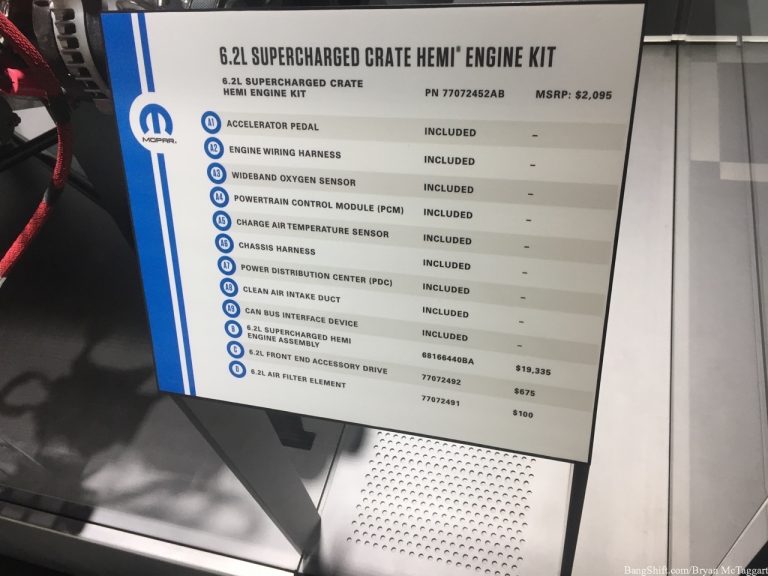 6.2L SUPERCHARGED CRATE HEMI® ENGINE KIT
6.2L SUPERCHARGED CRATE
HEMI ENGINE KIT PN 77072452AB MSRP: $2,095
MOPAR®
A1 ACCELERATOR PEDAL INCLUDED –
A2 ENGINE WIRING HARNESS INCLUDED –
A3 WIDEBAND OXYGEN SENSOR INCLUDED –
A4 POWERTRAIN CONTROL MODULE (PCM) INCLUDED –
A5 CHARGE AIR TEMPERATURE SENSOR INCLUDED –
A6 CHASSIS HARNESS INCLUDED –
A7 POWER DISTRIBUTION CENTER (PDC) INCLUDED –
A8 CLEAN AIR INTAKE DUCT INCLUDED –
A9 CAN BUS INTERFACE DEVICE INCLUDED –
B 6.2L SUPERCHARGED HEMI
ENGINE ASSEMBLY 68166440BA $19,335
C 6.2L FRONT END ACCESSORY DRIVE 77072492 $675
D 6.2L AIR FILTER ELEMENT 77072491 $100
BangShift.com/Bryan McTaggart